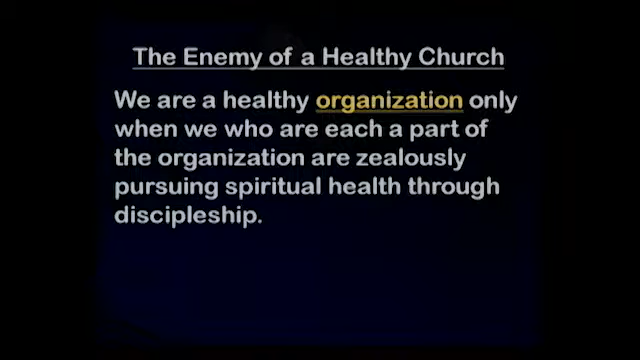 The Enemy of a Healthy Church
We are a healthy organization only
when we who are each a part of
the organization are zealously
pursuing spiritual health through
discipleship.